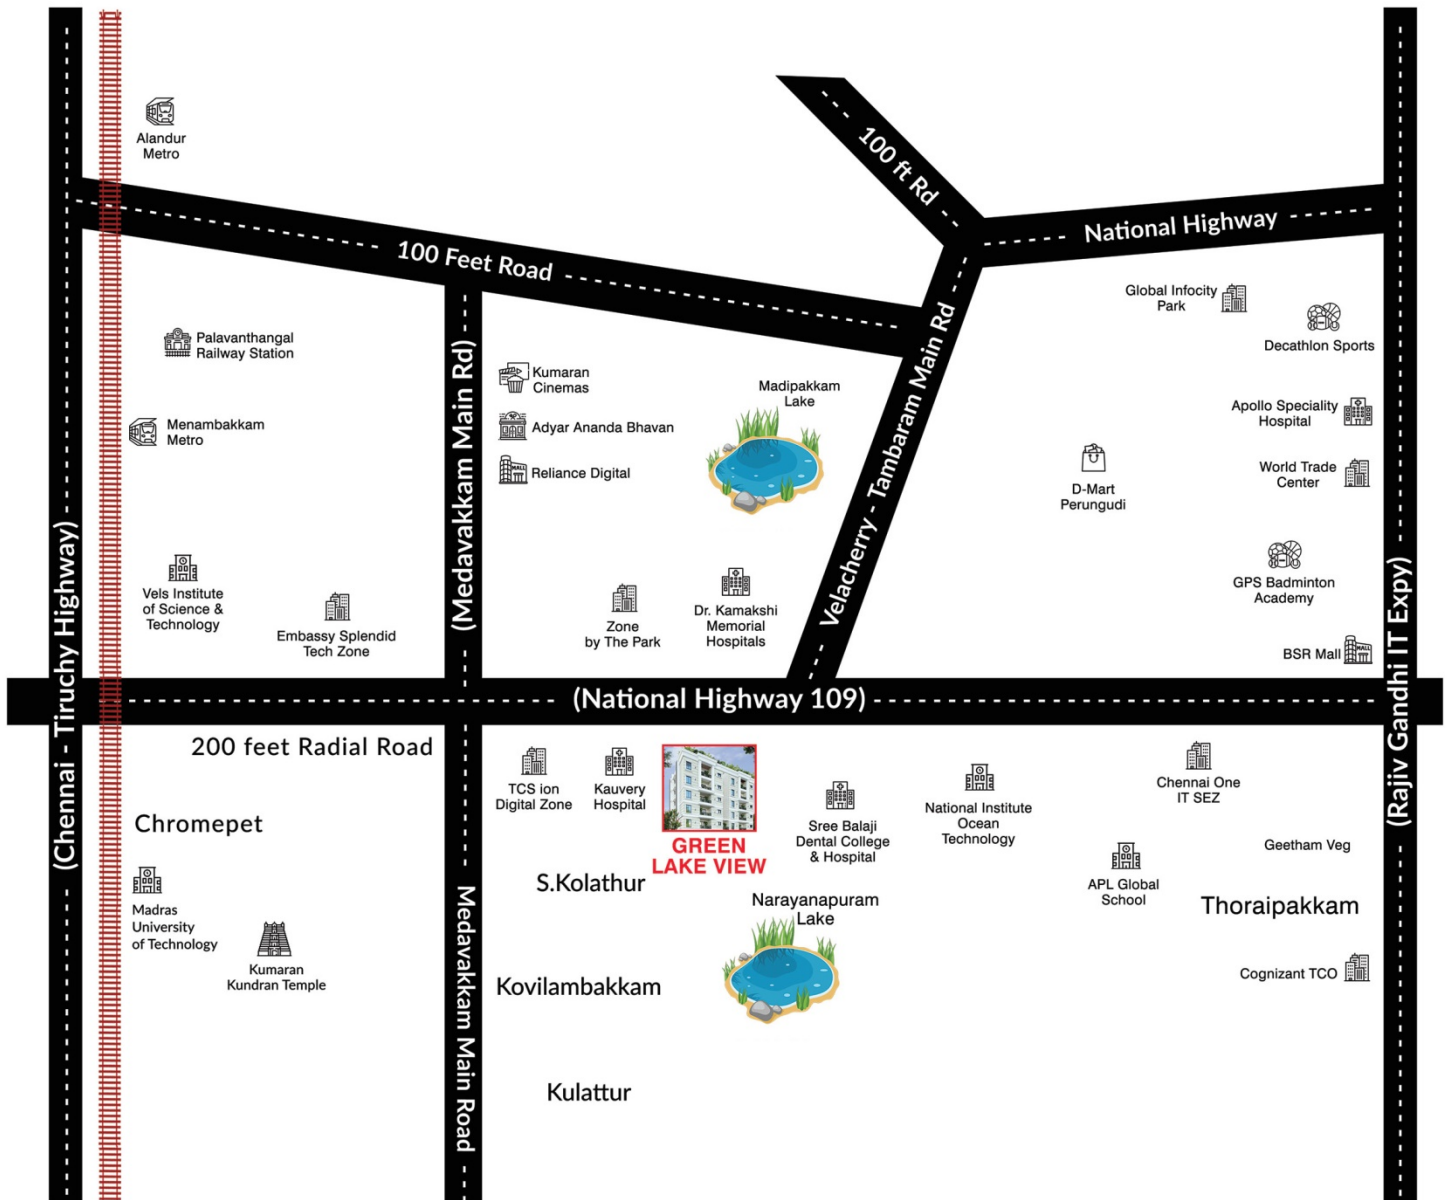 Alandur
Metro
100 ft Rd
National Highway
100 Feet Road
Global Infocity
Park
Decathlon Sports
Palavanthangal
Railway Station
Kumaran
Cinemas
Madipakkam
Lake
Apollo Speciality
Hospital
Menambakkam
Metro
Adyar Ananda Bhavan
Reliance Digital
World Trade
Center
D-Mart
Perungudi
(Medavakkam Main Rd)
Velacherry - Tambaram Main Rd
(Chennai - Tiruchy Highway)
(Rajiv Gandhi IT Expy)
Vels Institute
of Science &
Technology
Embassy Splendid
Tech Zone
Zone
by The Park
Dr. Kamakshi
Memorial
Hospitals
GPS Badminton
Academy
BSR Mall
MALL
MALL
(National Highway 109)
200 feet Radial Road
TCS ion
Digital Zone
Kauvery
Hospital
GREEN
LAKE VIEW
Sree Balaji
Dental College
& Hospital
National Institute
Ocean
Technology
Chennai One
IT SEZ
Chromepet
Geetham Veg
S.Kolathur
APL Global
School
Thoraipakkam
Madras
University
of Technology
Narayanapuram
Lake
Kumaran
Kundran Temple
Kovilambakkam
Cognizant TCO
Medavakkam Main Road
Kulattur